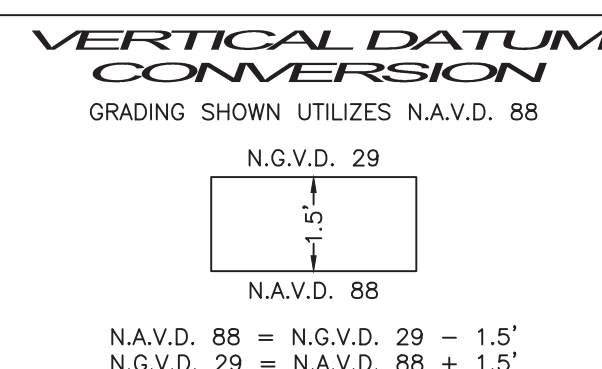 VERTICAL DATUM
CONVERSION
GRADING SHOWN UTILIZES N.A.V.D. 88
N.G.V.D. 29
1.5'
N.A.V.D. 88
N.A.V.D. 88 = N.G.V.D. 29 - 1.5'
N.G.V.D. 29 = N.A.V.D. 88 + 1.5'